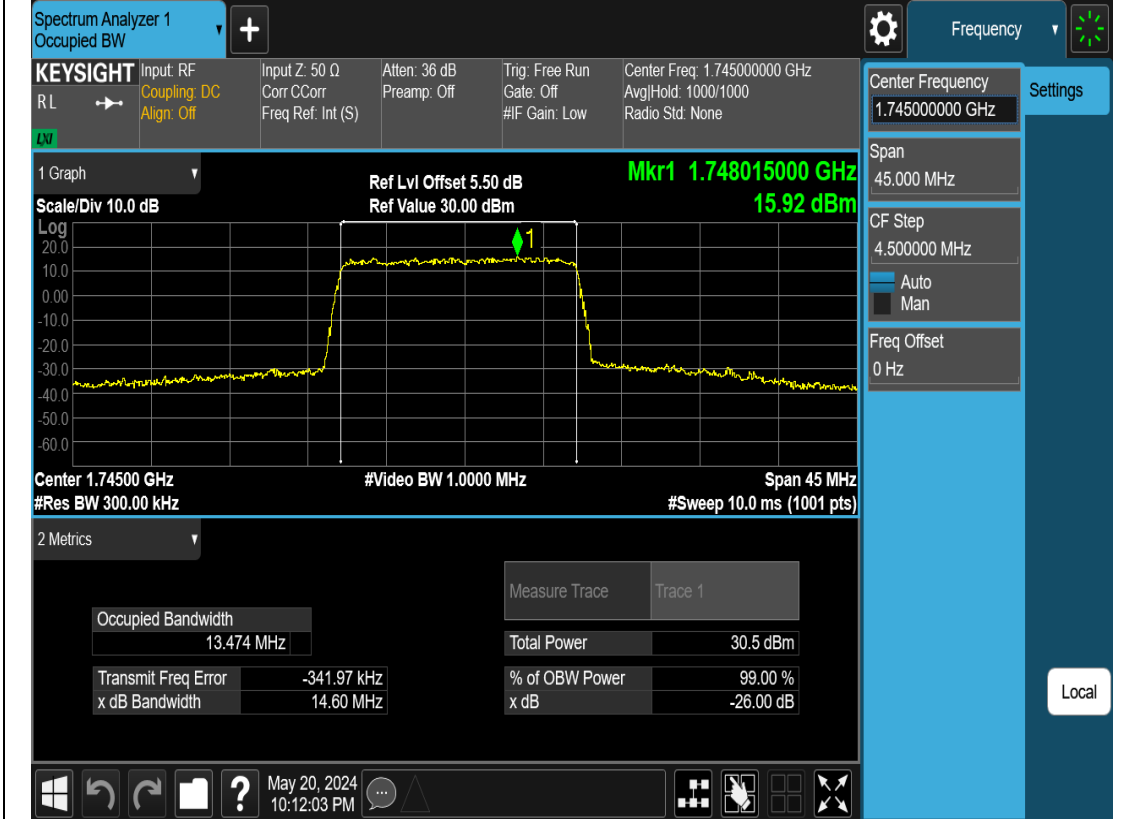 Spectrum Analyzer 1
Occupied BW
+
Frequency
KEYSIGHT
R L
LXI
Input: RF
Coupling: DC
Align: Off
Input Z: 50 Ω
Corr CCorr
Freq Ref: Int (S)
Atten: 36 dB
Preamp: Off
Trig: Free Run
Gate: Off
#IF Gain: Low
Center Freq: 1.745000000 GHz
Avg|Hold: 1000/1000
Radio Std: None
Center Frequency
1.745000000 GHz
Settings
Span
45.000 MHz
CF Step
4.500000 MHz
Auto
Man
Freq Offset
0 Hz
Local
1 Graph
Scale/Div 10.0 dB
Ref Lvl Offset 5.50 dB
Ref Value 30.00 dBm
Mkr1 1.748015000 GHz
15.92 dBm
Log
1
20.0
10.0
0.00
-10.0
-20.0
-30.0
-40.0
-50.0
-60.0
Center 1.74500 GHz
#Video BW 1.0000 MHz
Span 45 MHz
#Res BW 300.00 kHz
#Sweep 10.0 ms (1001 pts)
2 Metrics
Measure Trace Trace 1
Occupied Bandwidth
13.474 MHz
Total Power 30.5 dBm
Transmit Freq Error -341.97 kHz
% of OBW Power 99.00 %
x dB Bandwidth 14.60 MHz
x dB -26.00 dB
?
May 20, 2024
10:12:03 PM